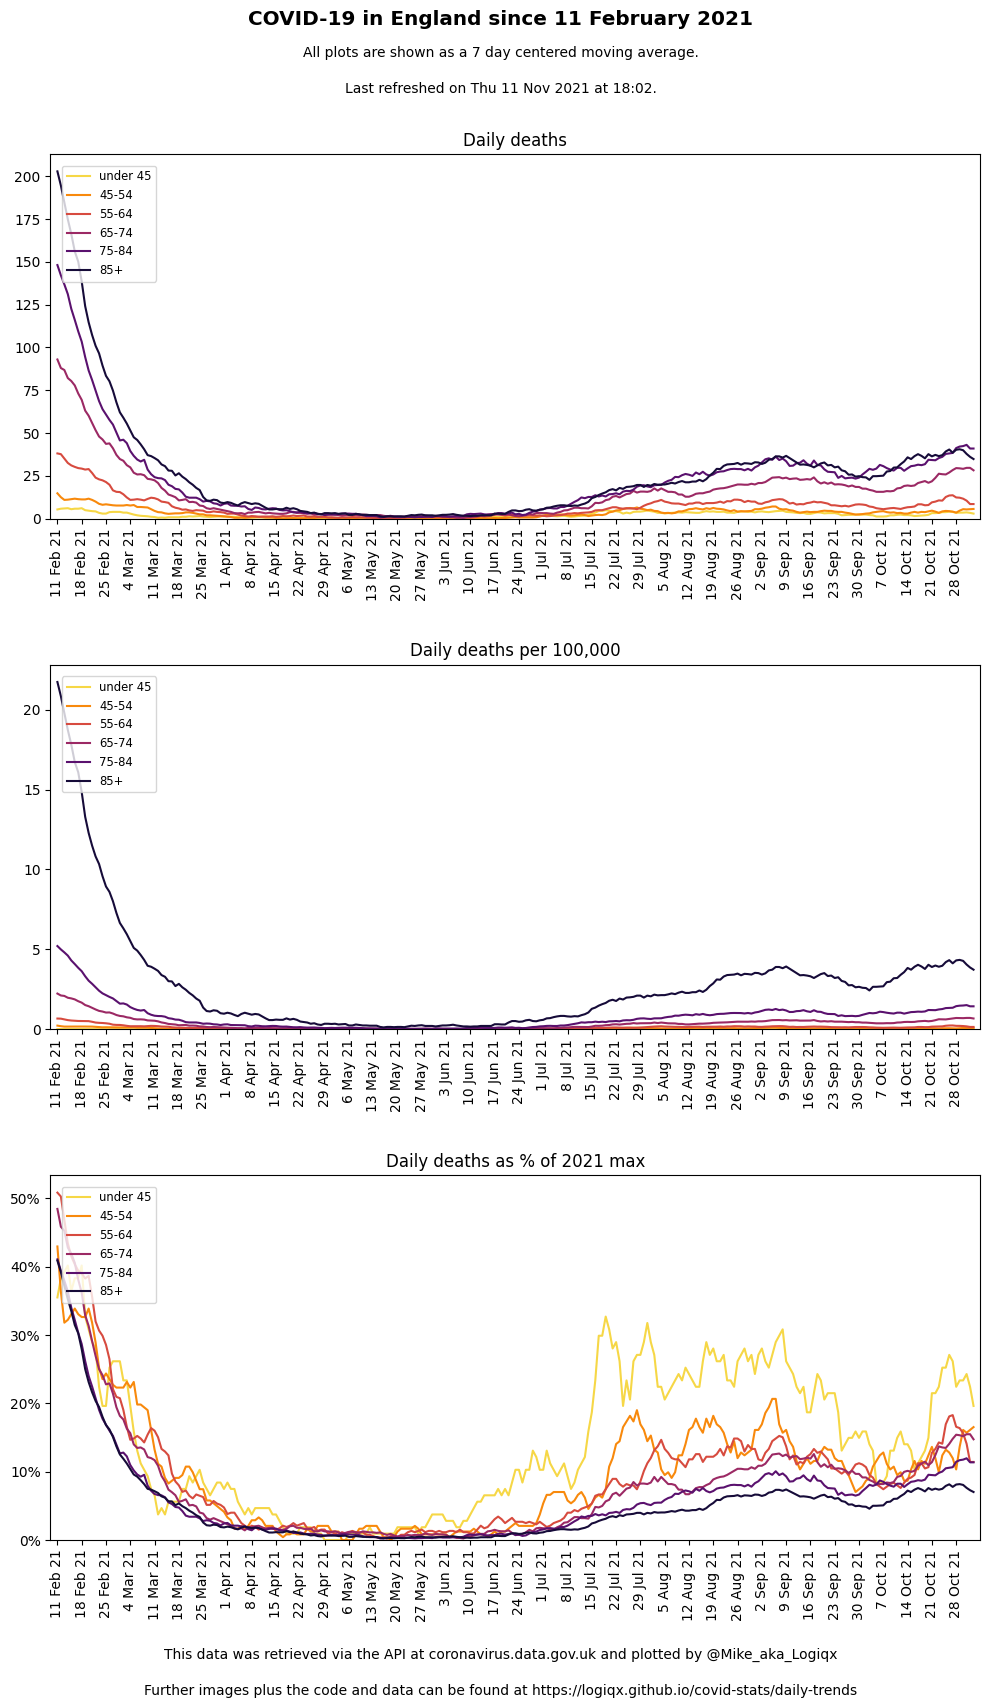 COVID-19 in England since 11 February 2021
All plots are shown as a 7 day centered moving average.
Last refreshed on Thu 11 Nov 2021 at 18:02.
Daily deaths
200
175
150
125
100
75
50
25
0
under 45
45-54
55-64
65-74
75-84
85+
11 Feb 21
18 Feb 21
25 Feb 21
4 Mar 21
11 Mar 21
18 Mar 21
25 Mar 21
1 Apr 21
8 Apr 21
15 Apr 21
22 Apr 21
29 Apr 21
6 May 21
13 May 21
20 May 21
27 May 21
3 Jun 21
10 Jun 21
17 Jun 21
24 Jun 21
1 Jul 21
8 Jul 21
15 Jul 21
22 Jul 21
29 Jul 21
5 Aug 21
12 Aug 21
19 Aug 21
26 Aug 21
2 Sep 21
9 Sep 21
16 Sep 21
23 Sep 21
30 Sep 21
7 Oct 21
14 Oct 21
21 Oct 21
28 Oct 21
Daily deaths per 100,000
20
15
10
5
0
under 45
45-54
55-64
65-74
75-84
85+
11 Feb 21
18 Feb 21
25 Feb 21
4 Mar 21
11 Mar 21
18 Mar 21
25 Mar 21
1 Apr 21
8 Apr 21
15 Apr 21
22 Apr 21
29 Apr 21
6 May 21
13 May 21
20 May 21
27 May 21
3 Jun 21
10 Jun 21
17 Jun 21
24 Jun 21
1 Jul 21
8 Jul 21
15 Jul 21
22 Jul 21
29 Jul 21
5 Aug 21
12 Aug 21
19 Aug 21
26 Aug 21
2 Sep 21
9 Sep 21
16 Sep 21
23 Sep 21
30 Sep 21
7 Oct 21
14 Oct 21
21 Oct 21
28 Oct 21
Daily deaths as % of 2021 max
50%
40%
30%
20%
10%
0%
under 45
45-54
55-64
65-74
75-84
85+
11 Feb 21
18 Feb 21
25 Feb 21
4 Mar 21
11 Mar 21
18 Mar 21
25 Mar 21
1 Apr 21
8 Apr 21
15 Apr 21
22 Apr 21
29 Apr 21
6 May 21
13 May 21
20 May 21
27 May 21
3 Jun 21
10 Jun 21
17 Jun 21
24 Jun 21
1 Jul 21
8 Jul 21
15 Jul 21
22 Jul 21
29 Jul 21
5 Aug 21
12 Aug 21
19 Aug 21
26 Aug 21
2 Sep 21
9 Sep 21
16 Sep 21
23 Sep 21
30 Sep 21
7 Oct 21
14 Oct 21
21 Oct 21
28 Oct 21
This data was retrieved via the API at coronavirus.data.gov.uk and plotted by @Mike_aka_Logiqx
Further images plus the code and data can be found at https://logiqx.github.io/covid-stats/daily-trends